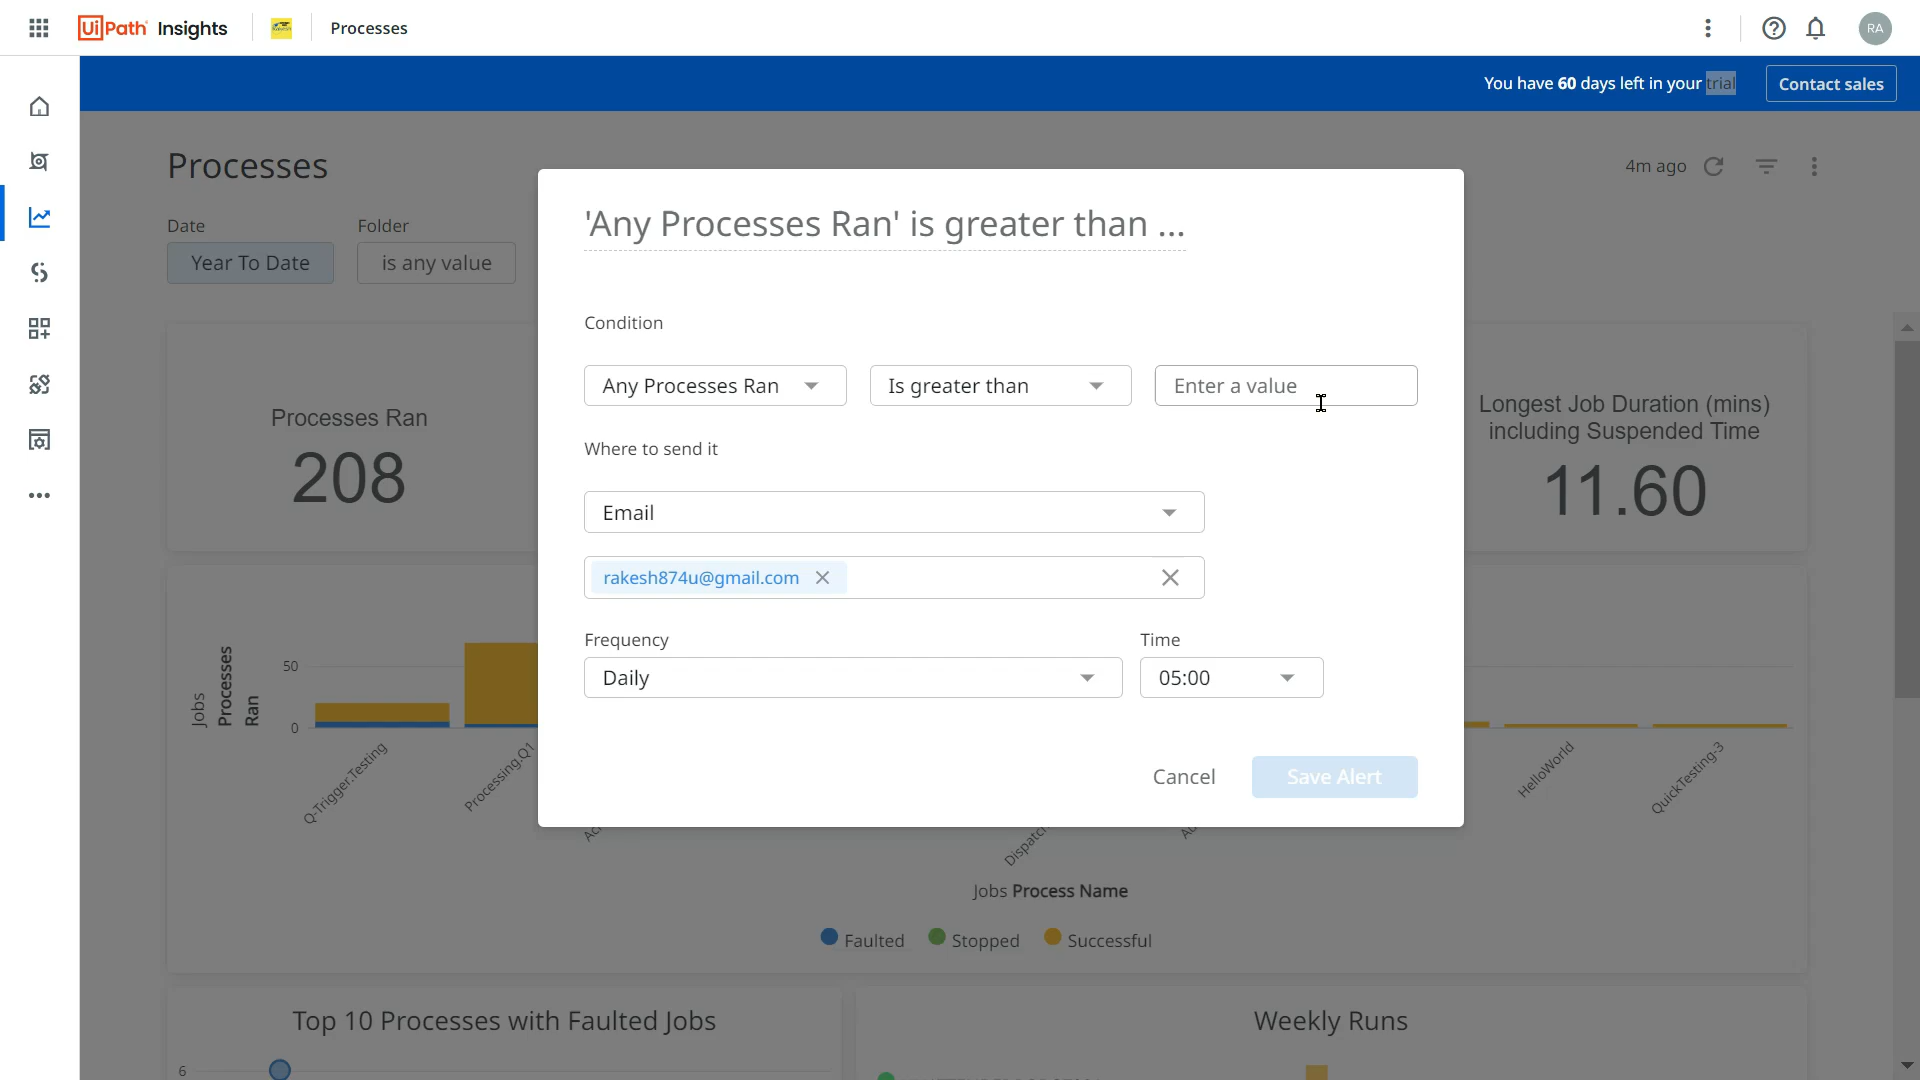 UiPath Insights
Processes
RA
You have 60 days left in your trial
Contact sales
Processes
4m ago
Date
Folder
Year To Date
is any value
'Any Processes Ran' is greater than ...
Condition
Any Processes Ran
Is greater than
Enter a value
Where to send it
Email
rakesh874u@gmail.com
Frequency
Time
Daily
05:00
Cancel
Save Alert
Processes Ran
208
Longest Job Duration (mins)
including Suspended Time
11.60
Jobs
Processes
Ran
50
0
Q-Trigger.Testing
Processing.Q1
Dispatch
HelloWorld
QuickTesting-3
Jobs Process Name
Faulted
Stopped
Successful
Top 10 Processes with Faulted Jobs
6
Weekly Runs